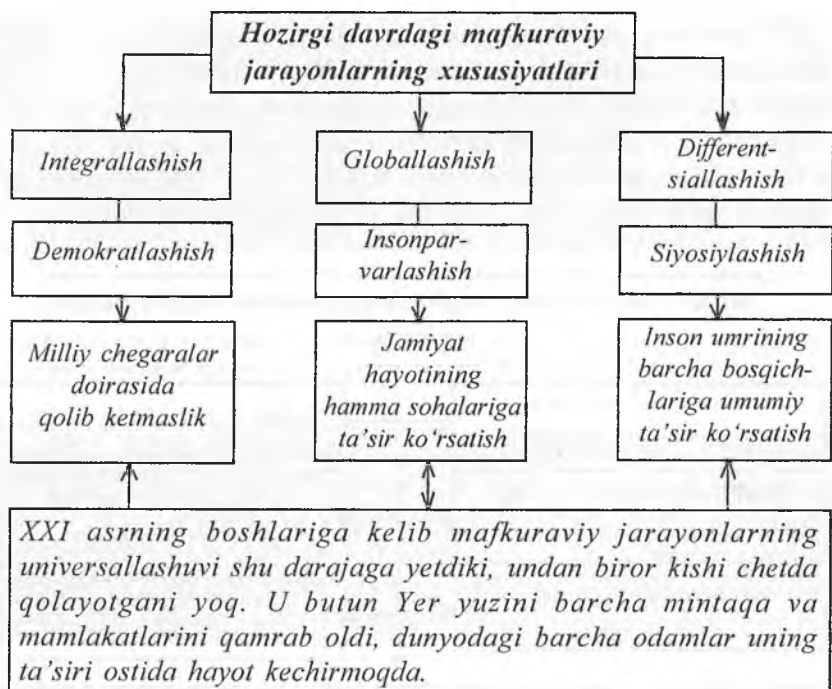 Hozirgi davrdagi mafkuraviy
jarayonlarning xususiyatlari
Integrallashish
Globallashish
Different-
siallashish
Demokratlashish
Insonpar-
varlashish
Siyosiylashish
Milliy chegaralar
doirasida
qolib ketmaslik
Jamiyat
hayotining
hamma sohalariga
ta'sir ko‘rsatish
Inson umrining
barcha bosqich-
lariga umumiy
ta'sir ko‘rsatish
XXI asrning boshlariga kelib mafkuraviy jarayonlarning
universallashuvi shu darajaga yetdiki, undan biror kishi chetda
qolayotgani yoq. U butun Yer yuzini barcha mintaqa va
mamlakatlarini qamrab oldi, dunyodagi barcha odamlar uning
ta'siri ostida hayot kechirmoqda.